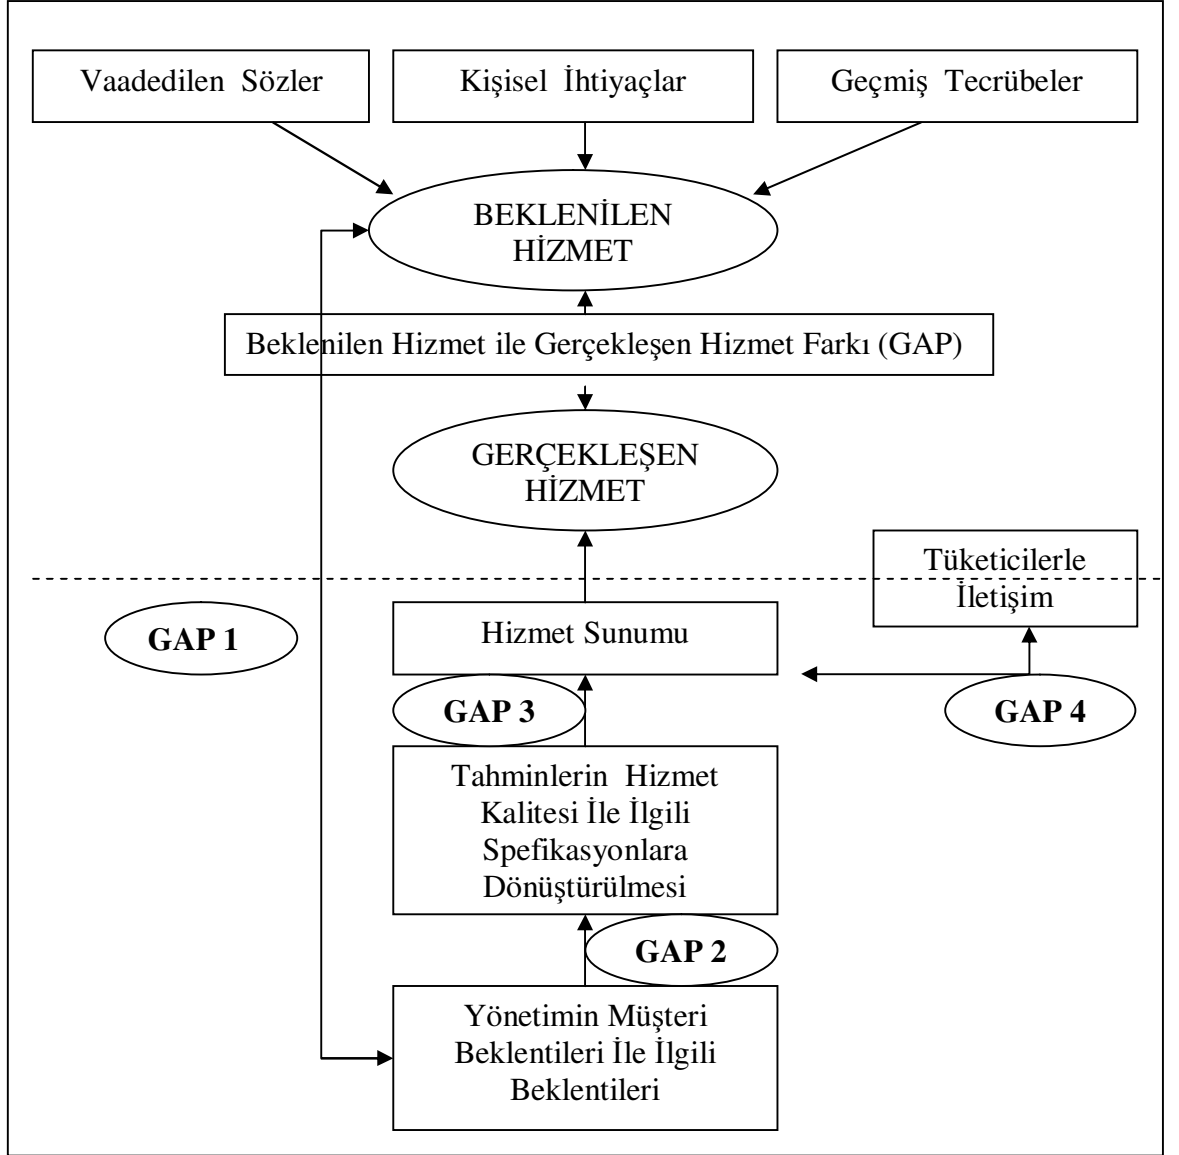 Vaadedilen Sözler
Kişisel İhtiyaçlar
Geçmiş Tecrübeler
BEKLENİLEN
HİZMET
Beklenilen Hizmet ile Gerçekleşen Hizmet Farkı (GAP)
GERÇEKLEŞEN
HİZMET
Tüketicilerle
İletişim
GAP 1
Hizmet Sunumu
GAP 3
GAP 4
Tahminlerin Hizmet
Kalitesi İle İlgili
Spefikasyonlara
Dönüştürülmesi
GAP 2
Yönetimin Müşteri
Beklentileri İle İlgili
Beklentileri